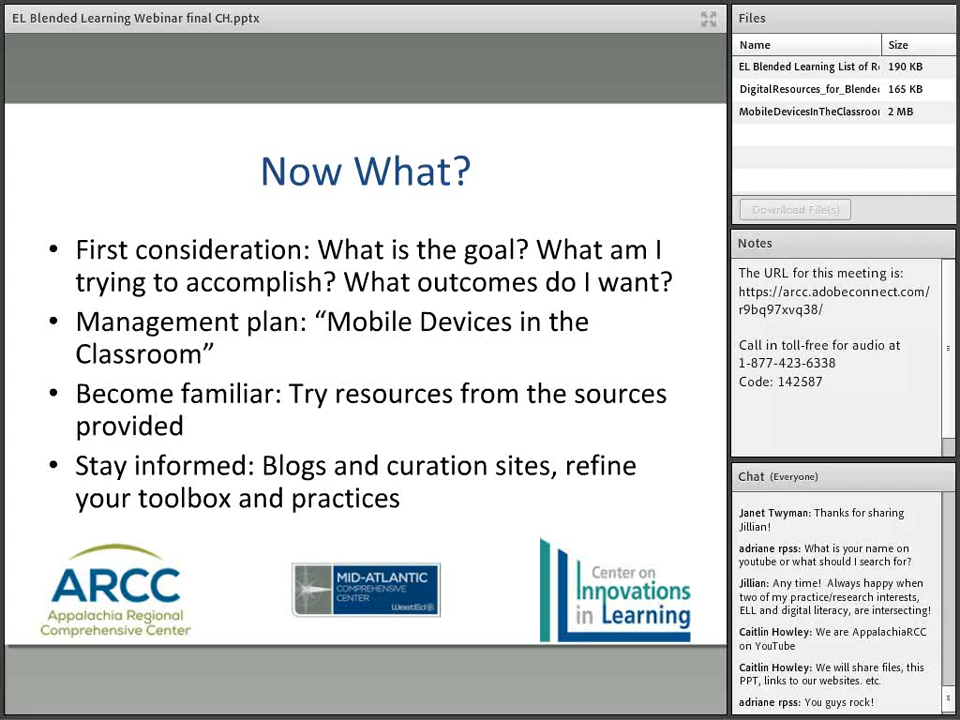 EL Blended Learning Webinar final CH.pptx
Now What?
• First consideration: What is the goal? What am I
trying to accomplish? What outcomes do I want?
• Management plan: “Mobile Devices in the
Classroom”
• Become familiar: Try resources from the sources
provided
• Stay informed: Blogs and curation sites, refine
your toolbox and practices
ARCC
Appalachia Regional
Comprehensive Center
MID-ATLANTIC
COMPREHENSIVE
CENTER
WestEd
Center on
Innovations
in Learning
Files
Name Size
EL Blended Learning List of 190 KB
DigitalResources_for_Blended 165 KB
MobileDevicesInTheClassroo 2 MB
Download File(s)
Notes
The URL for this meeting is:
https://arcc.adobeconnect.com/
r9bq97xvq38/
Call in toll-free for audio at
1-877-423-6338
Code: 142587
Chat (Everyone)
Janet Twyman: Thanks for sharing
Jillian!
adriane rpss: What is your name on
youtube or what should I search for?
Jillian: Any time! Always happy when
two of my practice/research interests,
ELL and digital literacy, are intersecting!
Caitlin Howley: We are AppalachiaRCC
on YouTube
Caitlin Howley: We will share files, this
PPT, links to our websites. etc.
adriane rpss: You guys rock!